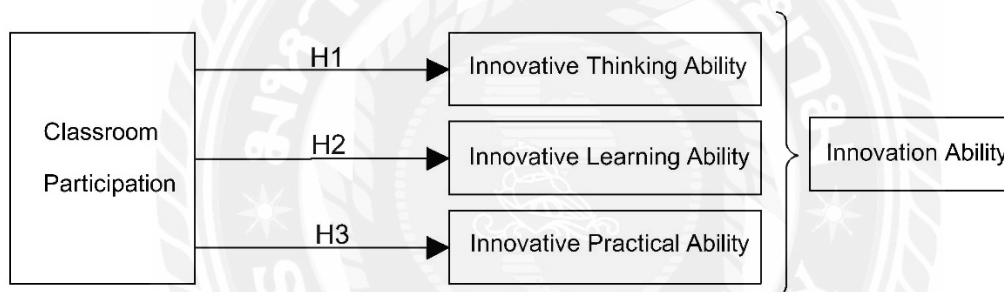 Classroom
Participation
H1
H2
H3
Innovative Thinking Ability
Innovative Learning Ability
Innovative Practical Ability
Innovation Ability